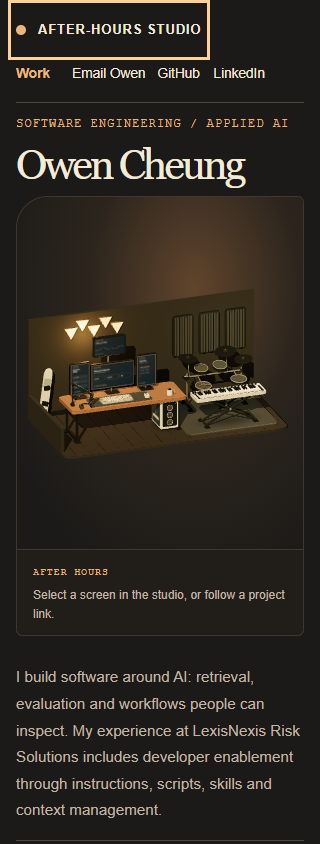 AFTER-HOURS STUDIO
Work Email Owen GitHub LinkedIn
SOFTWARE ENGINEERING / APPLIED AI
Owen Cheung
AFTER HOURS
Select a screen in the studio, or follow a project
link.
I build software around AI: retrieval,
evaluation and workflows people can
inspect. My experience at LexisNexis Risk
Solutions includes developer enablement
through instructions, scripts, skills and
context management.